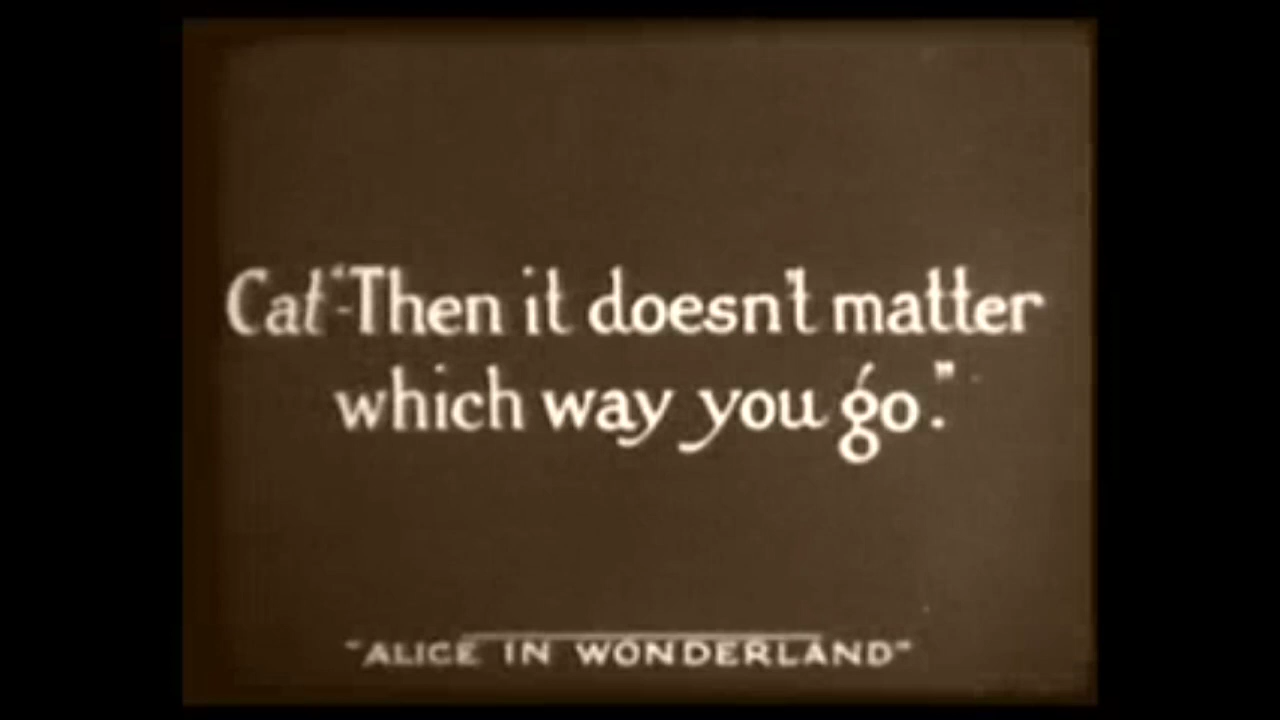 Cat-"Then it doesn't matter
which way you go."
"ALICE IN WONDERLAND"